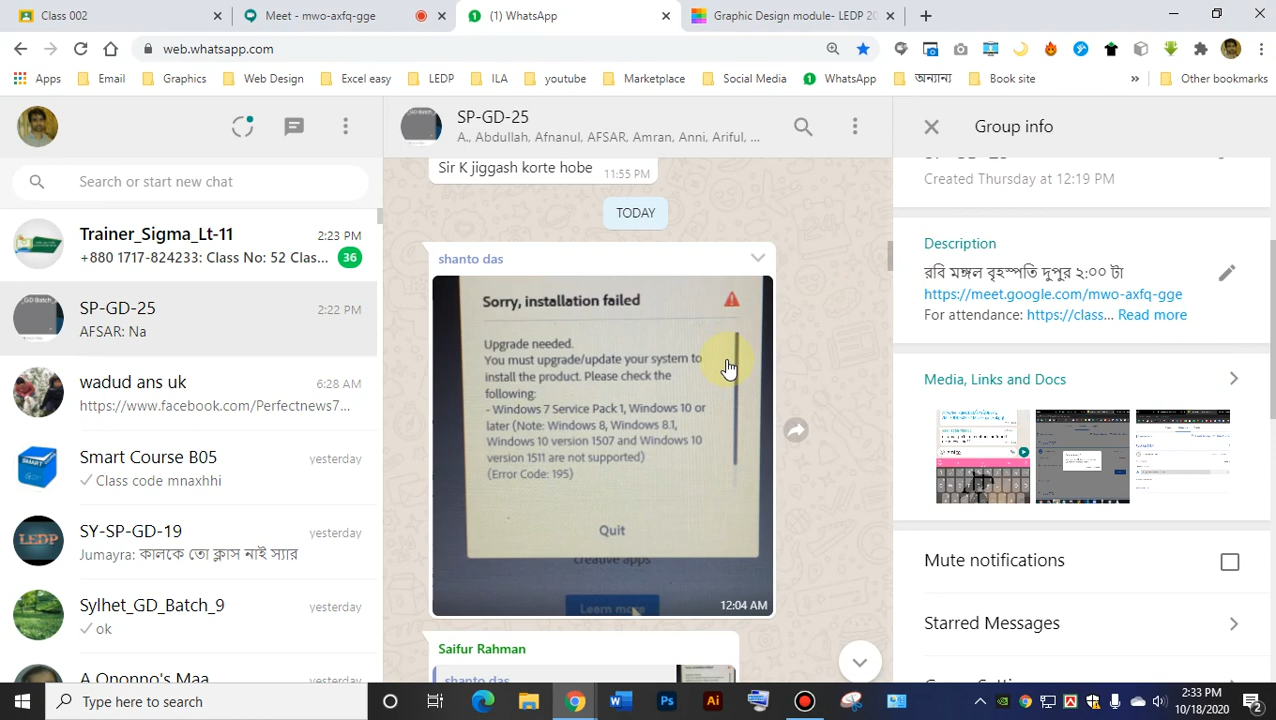 Class 002
Meet - mwo-axfq-gge
(1) WhatsApp
Graphic Design module- LEDP 20
web.whatsapp.com
Apps
Email
Graphics
Web Design
Excel easy
LEDP
ILA
youtube
Marketplace
Social Media
WhatsApp
অন্যান্য
Book site
Other bookmarks
SP-GD-25
A., Abdullah, Afnanul, AFSAR, Amran, Anni, Ariful, ...
Group info
Search or start new chat
Trainer_Sigma_Lt-11
2:23 PM
+880 1717-824233: Class No: 52 Clas...
36
SP-GD-25
2:22 PM
AFSAR: Na
wadud ans uk
6:28 AM
https://www.facebook.com/Perfectnews7...
Smart Course B05
yesterday
Class code mnaxhhi
SY-SP-GD-19
yesterday
Jumayra: কালকে তো ক্লাস নাই স্যার
Sylhet_GD_Batch_9
yesterday
ok
A Ononno's Maa
yesterday
Sir K jiggash korte hobe
11:55 PM
TODAY
shanto das
Sorry, installation failed
Upgrade needed.
You must upgrade/update your system to
install the product. Please check the
following:
- Windows 7 Service Pack 1, Windows 10 or
later (Note: Windows 8, Windows 8.1,
Windows 10 version 1507 and Windows 10
version 1511 are not supported)
(Error Code: 195)
Quit
creative apps
Learn more
12:04 AM
Saifur Rahman
shanto das
SP-GD-25
Created Thursday at 12:19 PM
Description
রবি মঙ্গল বৃহস্পতি দুপুর ২:০০ টা
https://meet.google.com/mwo-axfq-gge
For attendance: https://class... Read more
Media, Links and Docs
Mute notifications
Starred Messages
Type here to search
2:33 PM
10/18/2020
2